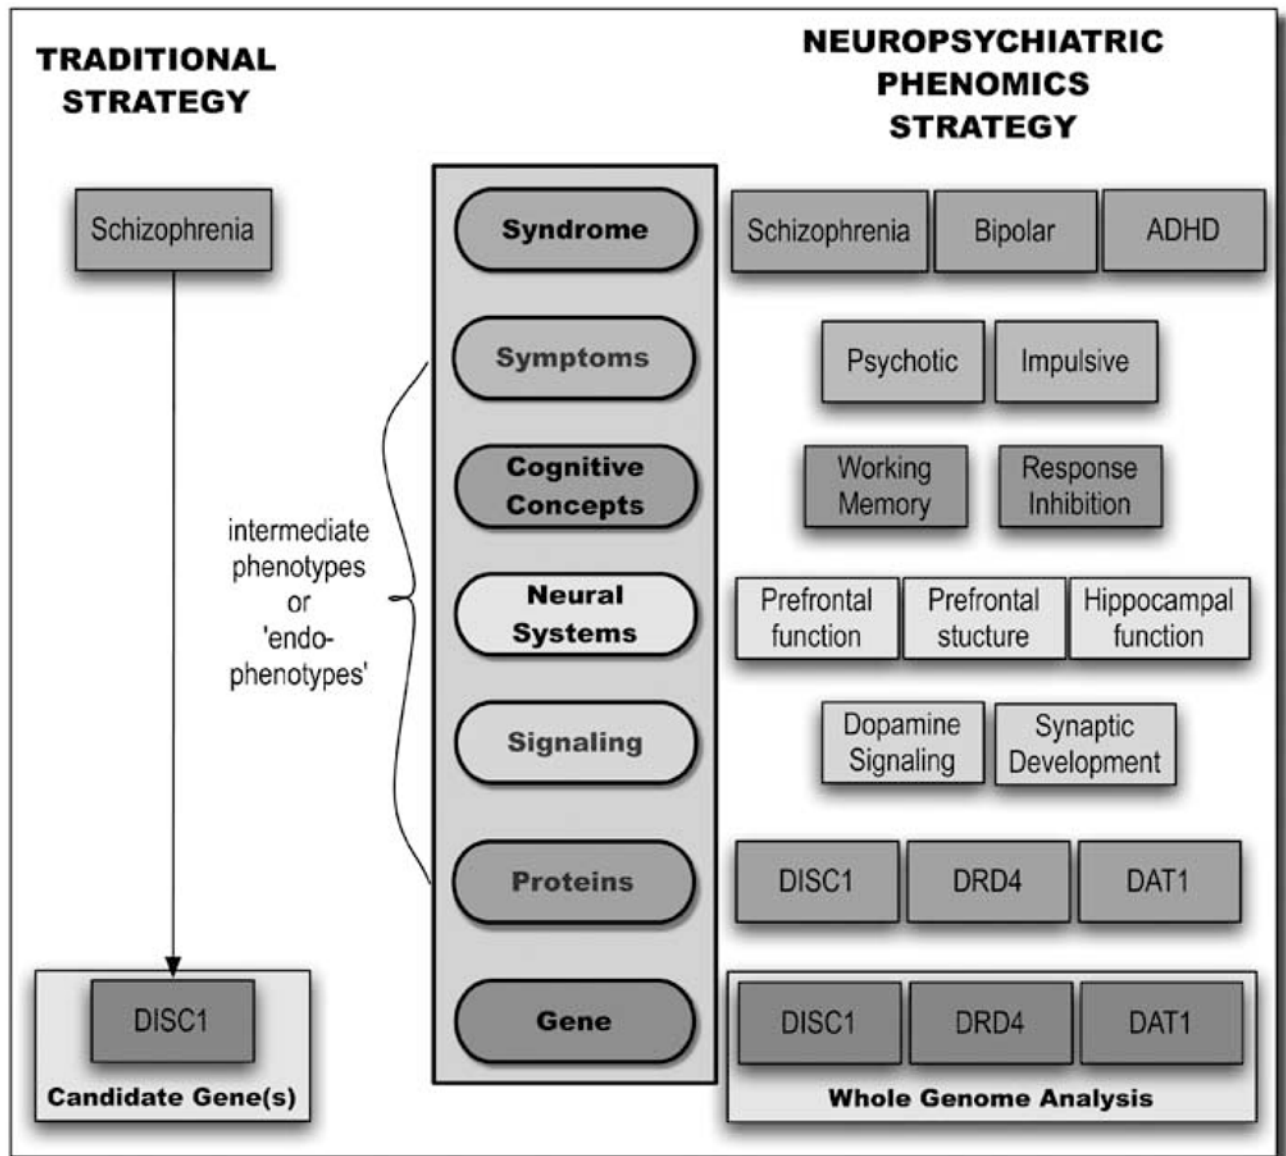 TRADITIONAL
STRATEGY
NEUROPSYCHIATRIC
PHENOMICS
STRATEGY
Schizophrenia
Syndrome
Schizophrenia
Bipolar
ADHD
Symptoms
Psychotic
Impulsive
Cognitive
Concepts
Working
Memory
Response
Inhibition
intermediate
phenotypes
or
'endo-
phenotypes'
Neural
Systems
Prefrontal
function
Prefrontal
stucture
Hippocampal
function
Signaling
Dopamine
Signaling
Synaptic
Development
Proteins
DISC1
DRD4
DAT1
DISC1
Candidate Gene(s)
Gene
DISC1
DRD4
DAT1
Whole Genome Analysis